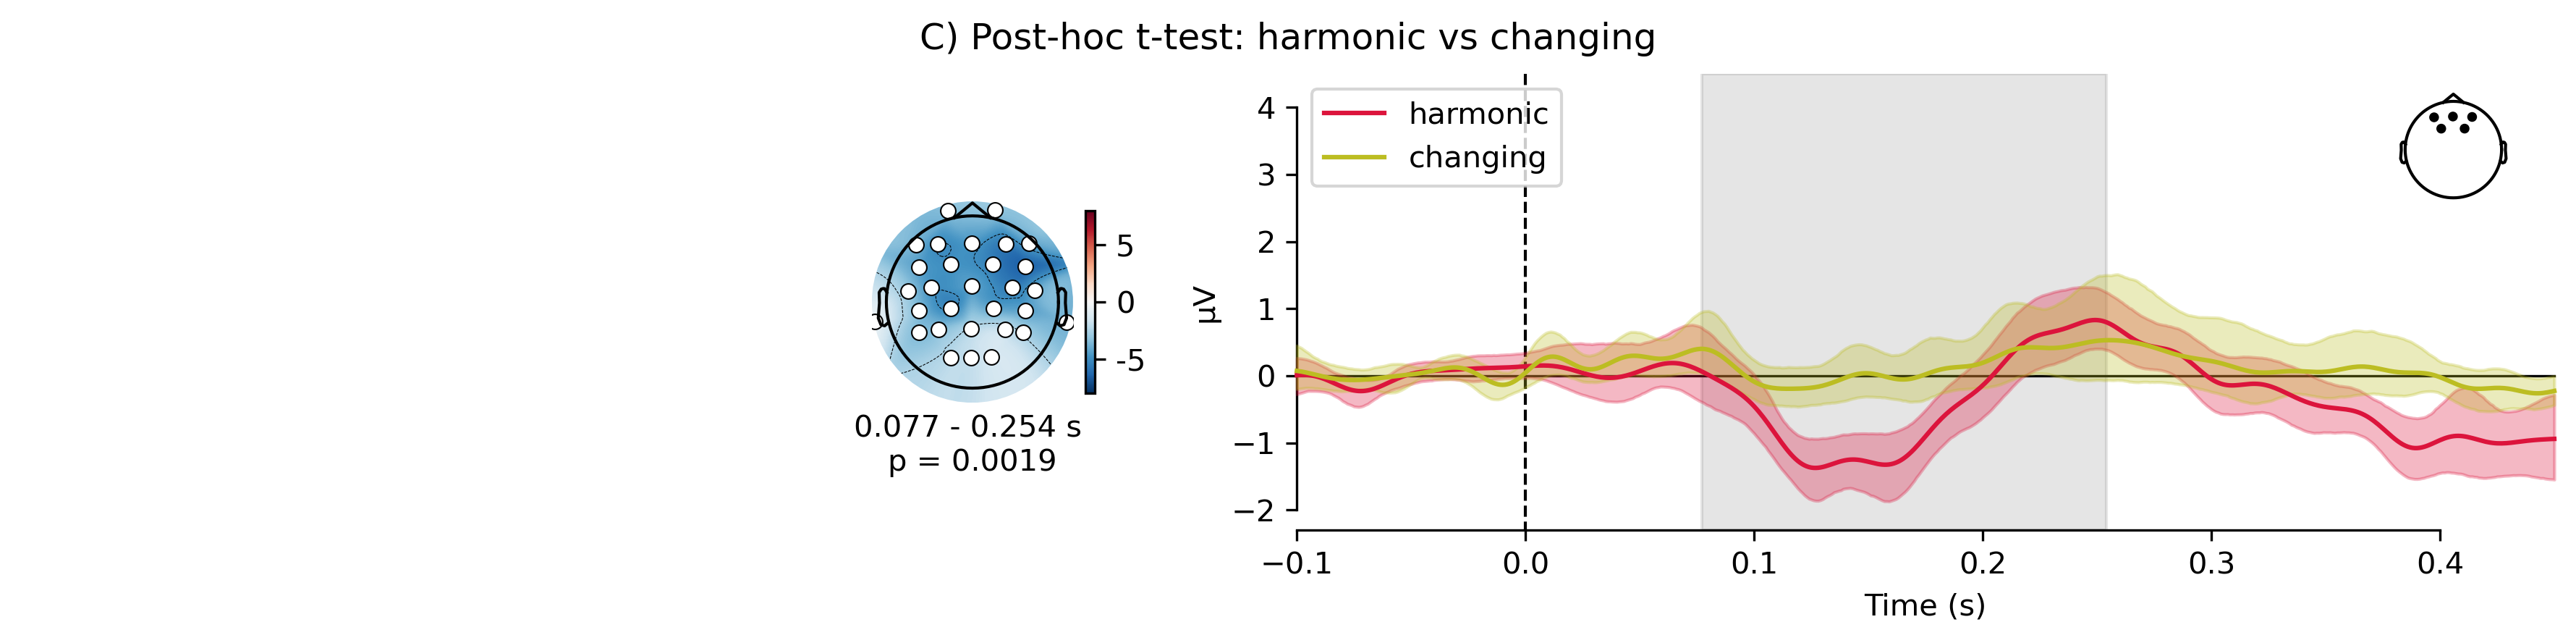 C) Post-hoc t-test: harmonic vs changing
5
0
-5
0.077 - 0.254 s
p = 0.0019
µV
4
3
2
1
0
−1
−2
harmonic
changing
−0.1
0.0
0.1
0.2
0.3
0.4
Time (s)